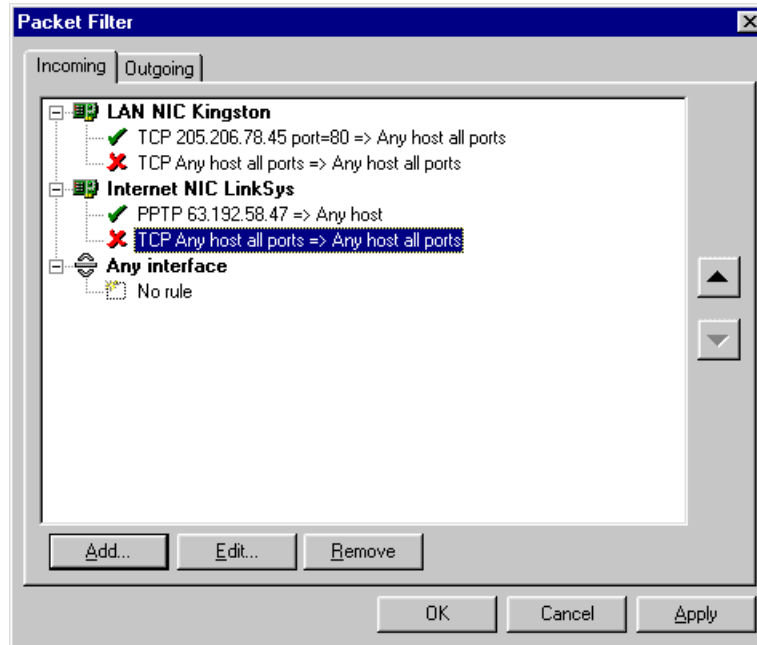 Packet Filter
Incoming Outgoing
LAN NIC Kingston
TCP 205.206.78.45 port=80 => Any host all ports
TCP Any host all ports => Any host all ports
Internet NIC LinkSys
PPTP 63.192.58.47 => Any host
TCP Any host all ports => Any host all ports
Any interface
No rule
Add... Edit... Remove
OK Cancel Apply